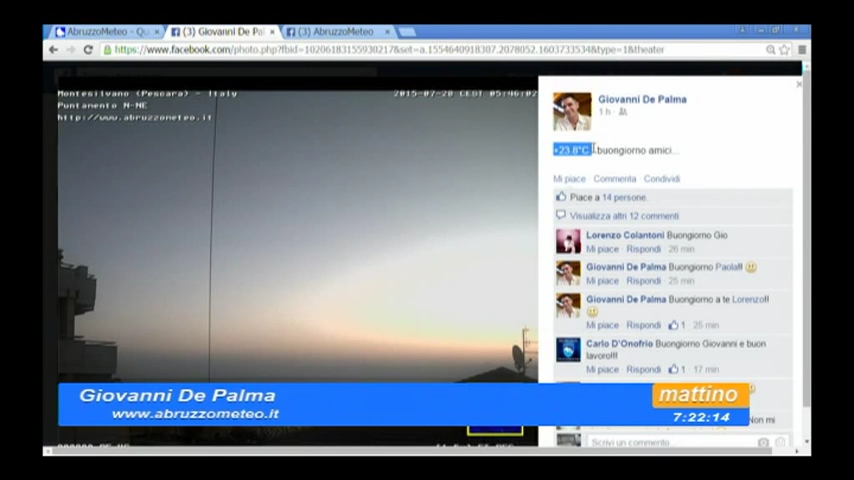 AbruzzoMeteo - Qu
(3) Giovanni De Pal
(3) AbruzzoMeteo
https://www.facebook.com/photo.php?fbid=10206183155930217&set=a.1554640918307.2078052.1603733534&type=1&theater
Montesilvano (Pescara) - Italy
2015-07-20 CEDT 05:46:02
Puntamento N-NE
http://www.abruzzometeo.it
Giovanni De Palma
1 h
+23.8°C buongiorno amici...
Mi piace Commenta Condividi
Piace a 14 persone.
Visualizza altri 12 commenti
Lorenzo Colantoni Buongiorno Gio
Mi piace Rispondi 26 min
Giovanni De Palma Buongiorno Paola!!
Mi piace Rispondi 25 min
Giovanni De Palma Buongiorno a te Lorenzo!!
Mi piace Rispondi 1 25 min
Carlo D'Onofrio Buongiorno Giovanni e buon
lavoro!!!
Mi piace Rispondi 1 17 min
Giovanni De Palma
www.abruzzometeo.it
mattino
7:22:14
Non mi
Scrivi un commento...